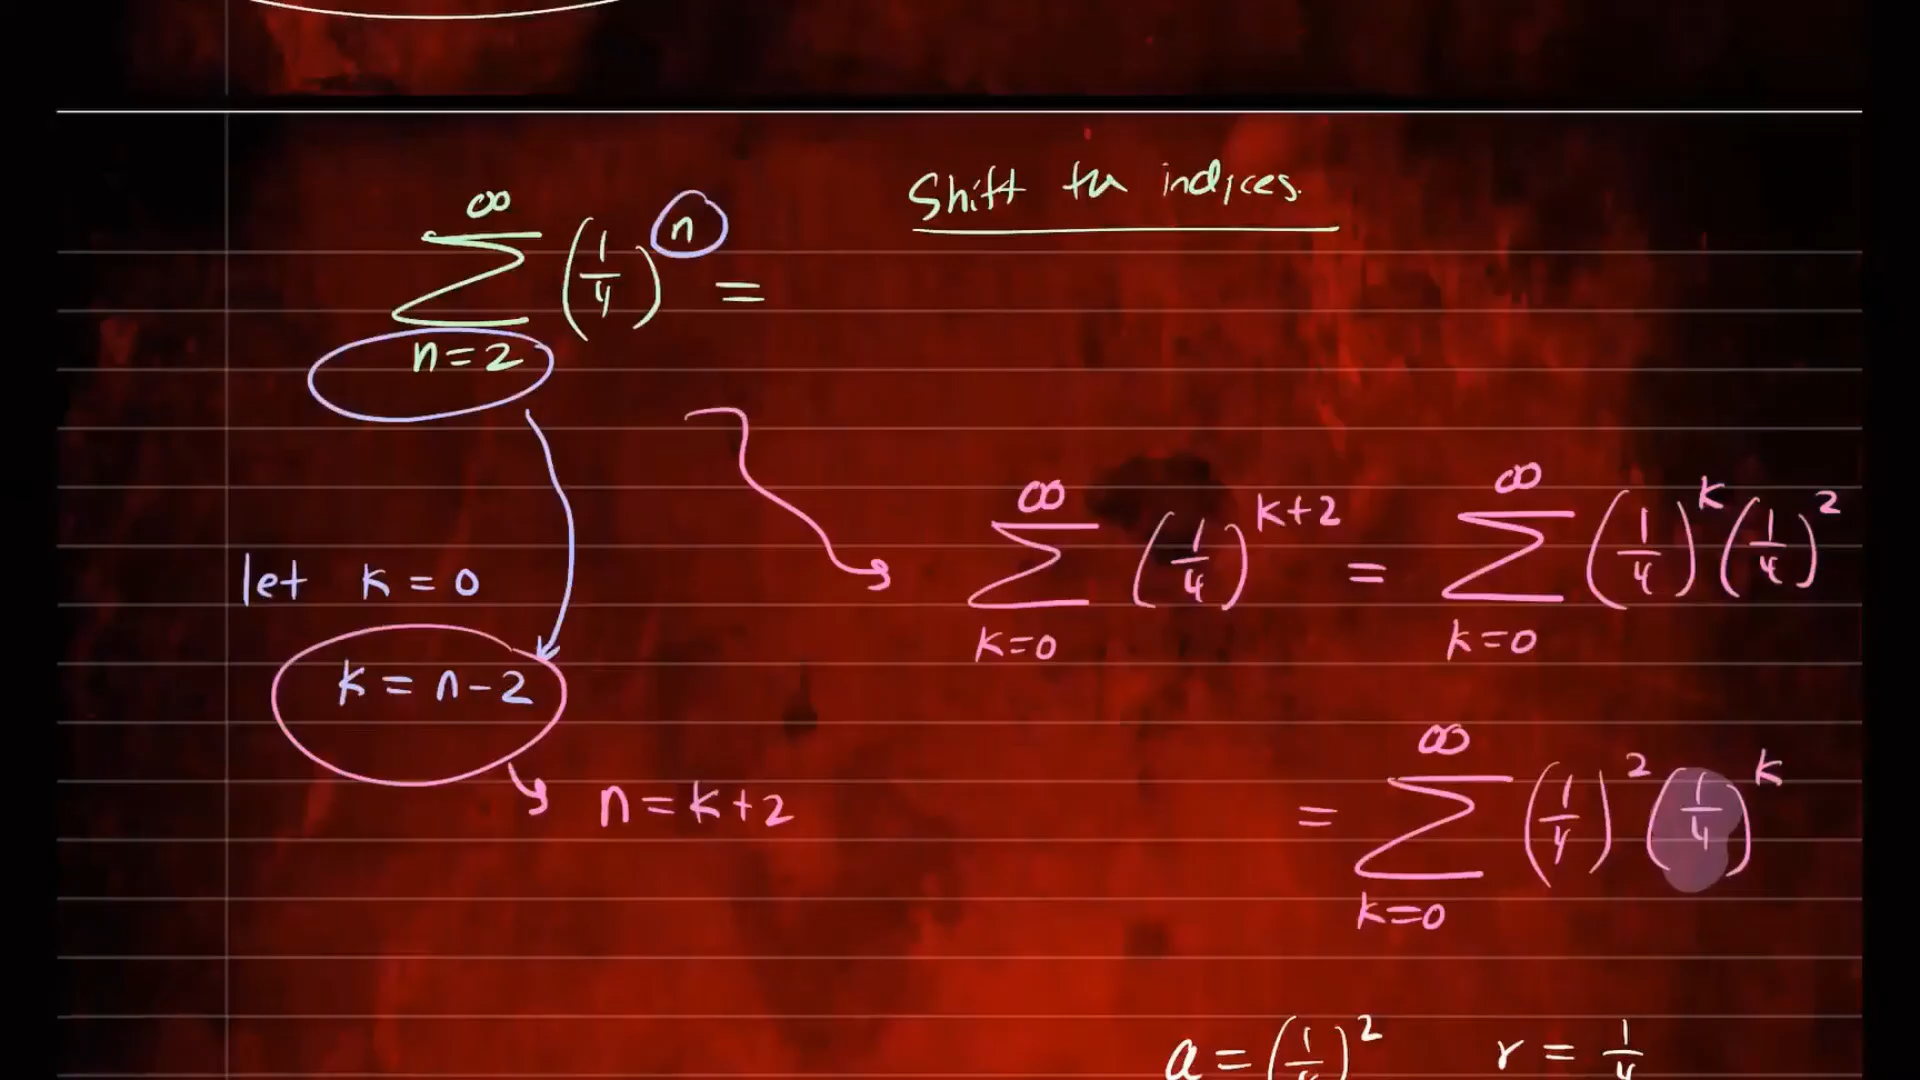 Shift the indices.
∞
∑ (1/4)^n =
n=2
∞
∑ (1/4)^(k+2) = ∑ (1/4)^k (1/4)^2
k=0
let k = 0
k = n-2
n = k+2
∞
= ∑ (1/4)^2 (1/4)^k
k=0
a = (1/4)^2 r = 1/4